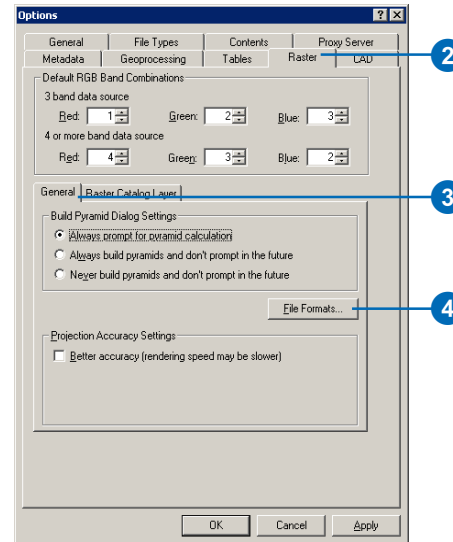 Options
General File Types Contents Proxy Server
Metadata Geoprocessing Tables Raster CAD
2
Default RGB Band Combinations
3 band data source
Red: 1 Green: 2 Blue: 3
4 or more band data source
Red: 4 Green: 3 Blue: 2
General Raster Catalog Layer
3
Build Pyramid Dialog Settings
Always prompt for pyramid calculation
Always build pyramids and don't prompt in the future
Never build pyramids and don't prompt in the future
File Formats...
4
Projection Accuracy Settings
Better accuracy (rendering speed may be slower)
OK Cancel Apply